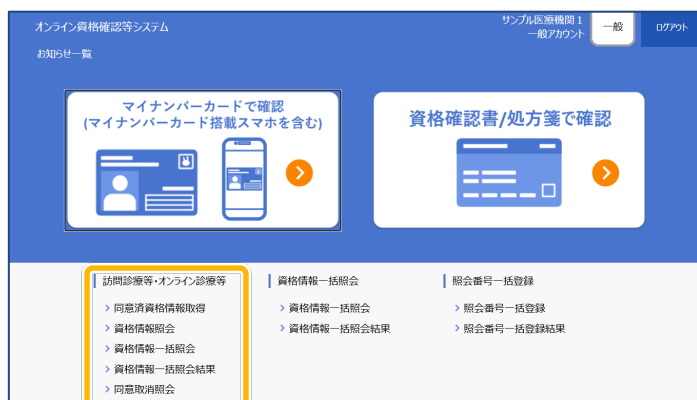 オンライン資格確認等システム
サンプル医療機関1
一般アカウント
一般
ログアウト
お知らせ一覧
マイナンバーカードで確認
(マイナンバーカード搭載スマホを含む)
資格確認書/処方箋で確認
訪問診療等・オンライン診療等
同意済資格情報取得
資格情報照会
資格情報一括照会
資格情報一括照会結果
同意取消照会
資格情報一括照会
資格情報一括照会
資格情報一括照会結果
照会番号一括登録
照会番号一括登録
照会番号一括登録結果